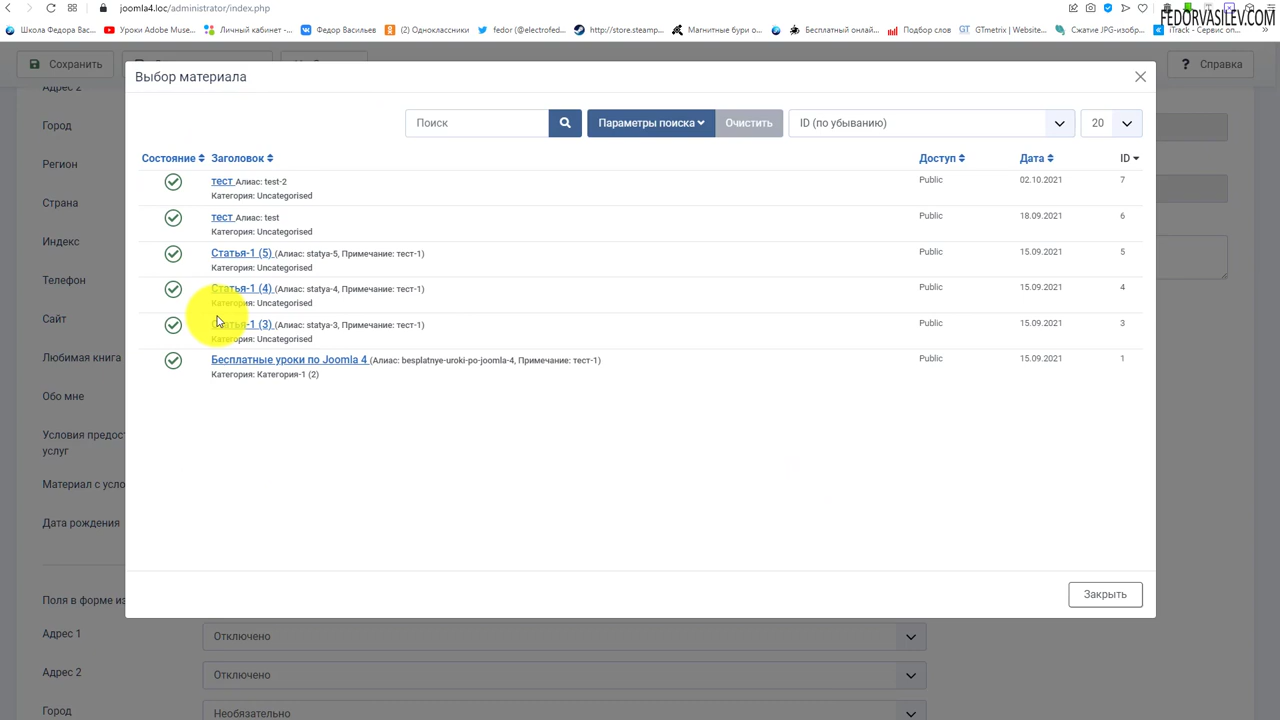 joomla4.loc/administrator/index.php
FEDORVASILEV.COM
Школа Федора Вас... Уроки Adobe Muse... Личный кабинет -... Федор Васильев (2) Одноклассники fedor (@electrofed... http://store.steamp... Магнитные бури о... Бесплатный онлай... Подбор слов GTmetrix | Website... Сжатие JPG-изобр... iTrack - Сервис оп... »
Сохранить ? Справка
Адрес 2
Выбор материала
Поиск Параметры поиска Очистить ID (по убыванию) 20
Город
Состояние Заголовок Доступ Дата ID
Регион
тест Алиас: test-2 Public 02.10.2021 7
Категория: Uncategorised
Страна
тест Алиас: test Public 18.09.2021 6
Категория: Uncategorised
Индекс
Статья-1 (5) (Алиас: statya-5, Примечание: тест-1) Public 15.09.2021 5
Категория: Uncategorised
Телефон
Статья-1 (4) (Алиас: statya-4, Примечание: тест-1) Public 15.09.2021 4
Категория: Uncategorised
Сайт
Статья-1 (3) (Алиас: statya-3, Примечание: тест-1) Public 15.09.2021 3
Категория: Uncategorised
Любимая книга
Бесплатные уроки по Joomla 4 (Алиас: besplatnye-uroki-po-joomla-4, Примечание: тест-1) Public 15.09.2021 1
Категория: Категория-1 (2)
Обо мне
Условия предост
услуг
Материал с усло
Дата рождения
Закрыть
Поля в форме из
Адрес 1 Отключено
Адрес 2 Отключено
Город Необязательно